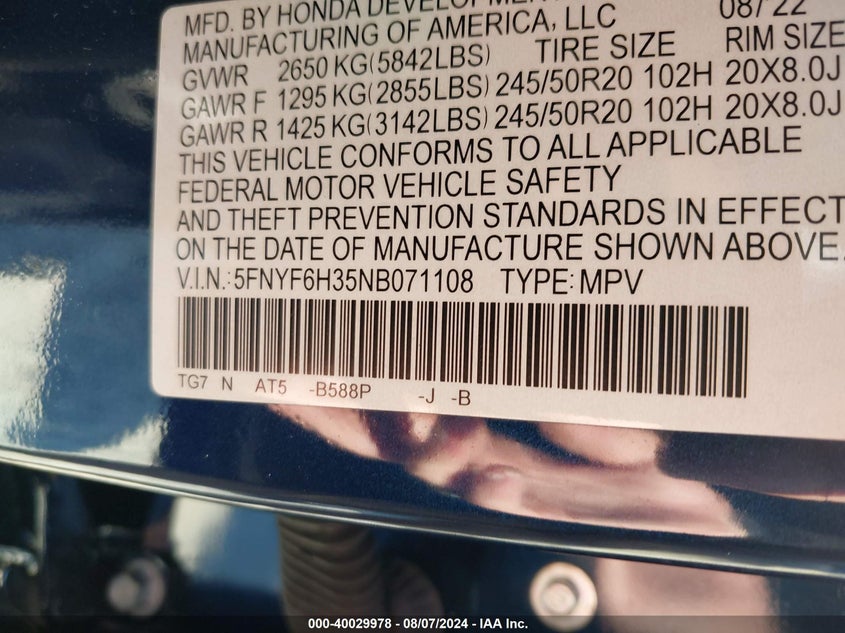 MFD. BY HONDA DEVELOPMEN
08/22
MANUFACTURING OF AMERICA, LLC
GVWR 2650 KG(5842LBS) TIRE SIZE RIM SIZE
GAWR F 1295 KG(2855LBS) 245/50R20 102H 20X8.0J
GAWR R 1425 KG(3142LBS) 245/50R20 102H 20X8.0J
THIS VEHICLE CONFORMS TO ALL APPLICABLE
FEDERAL MOTOR VEHICLE SAFETY
AND THEFT PREVENTION STANDARDS IN EFFECT
ON THE DATE OF MANUFACTURE SHOWN ABOVE.
V.I.N.: 5FNYF6H35NB071108 TYPE: MPV
TG7 N AT5 -B588P -J -B
000-40029978 - 08/07/2024 - IAA Inc.